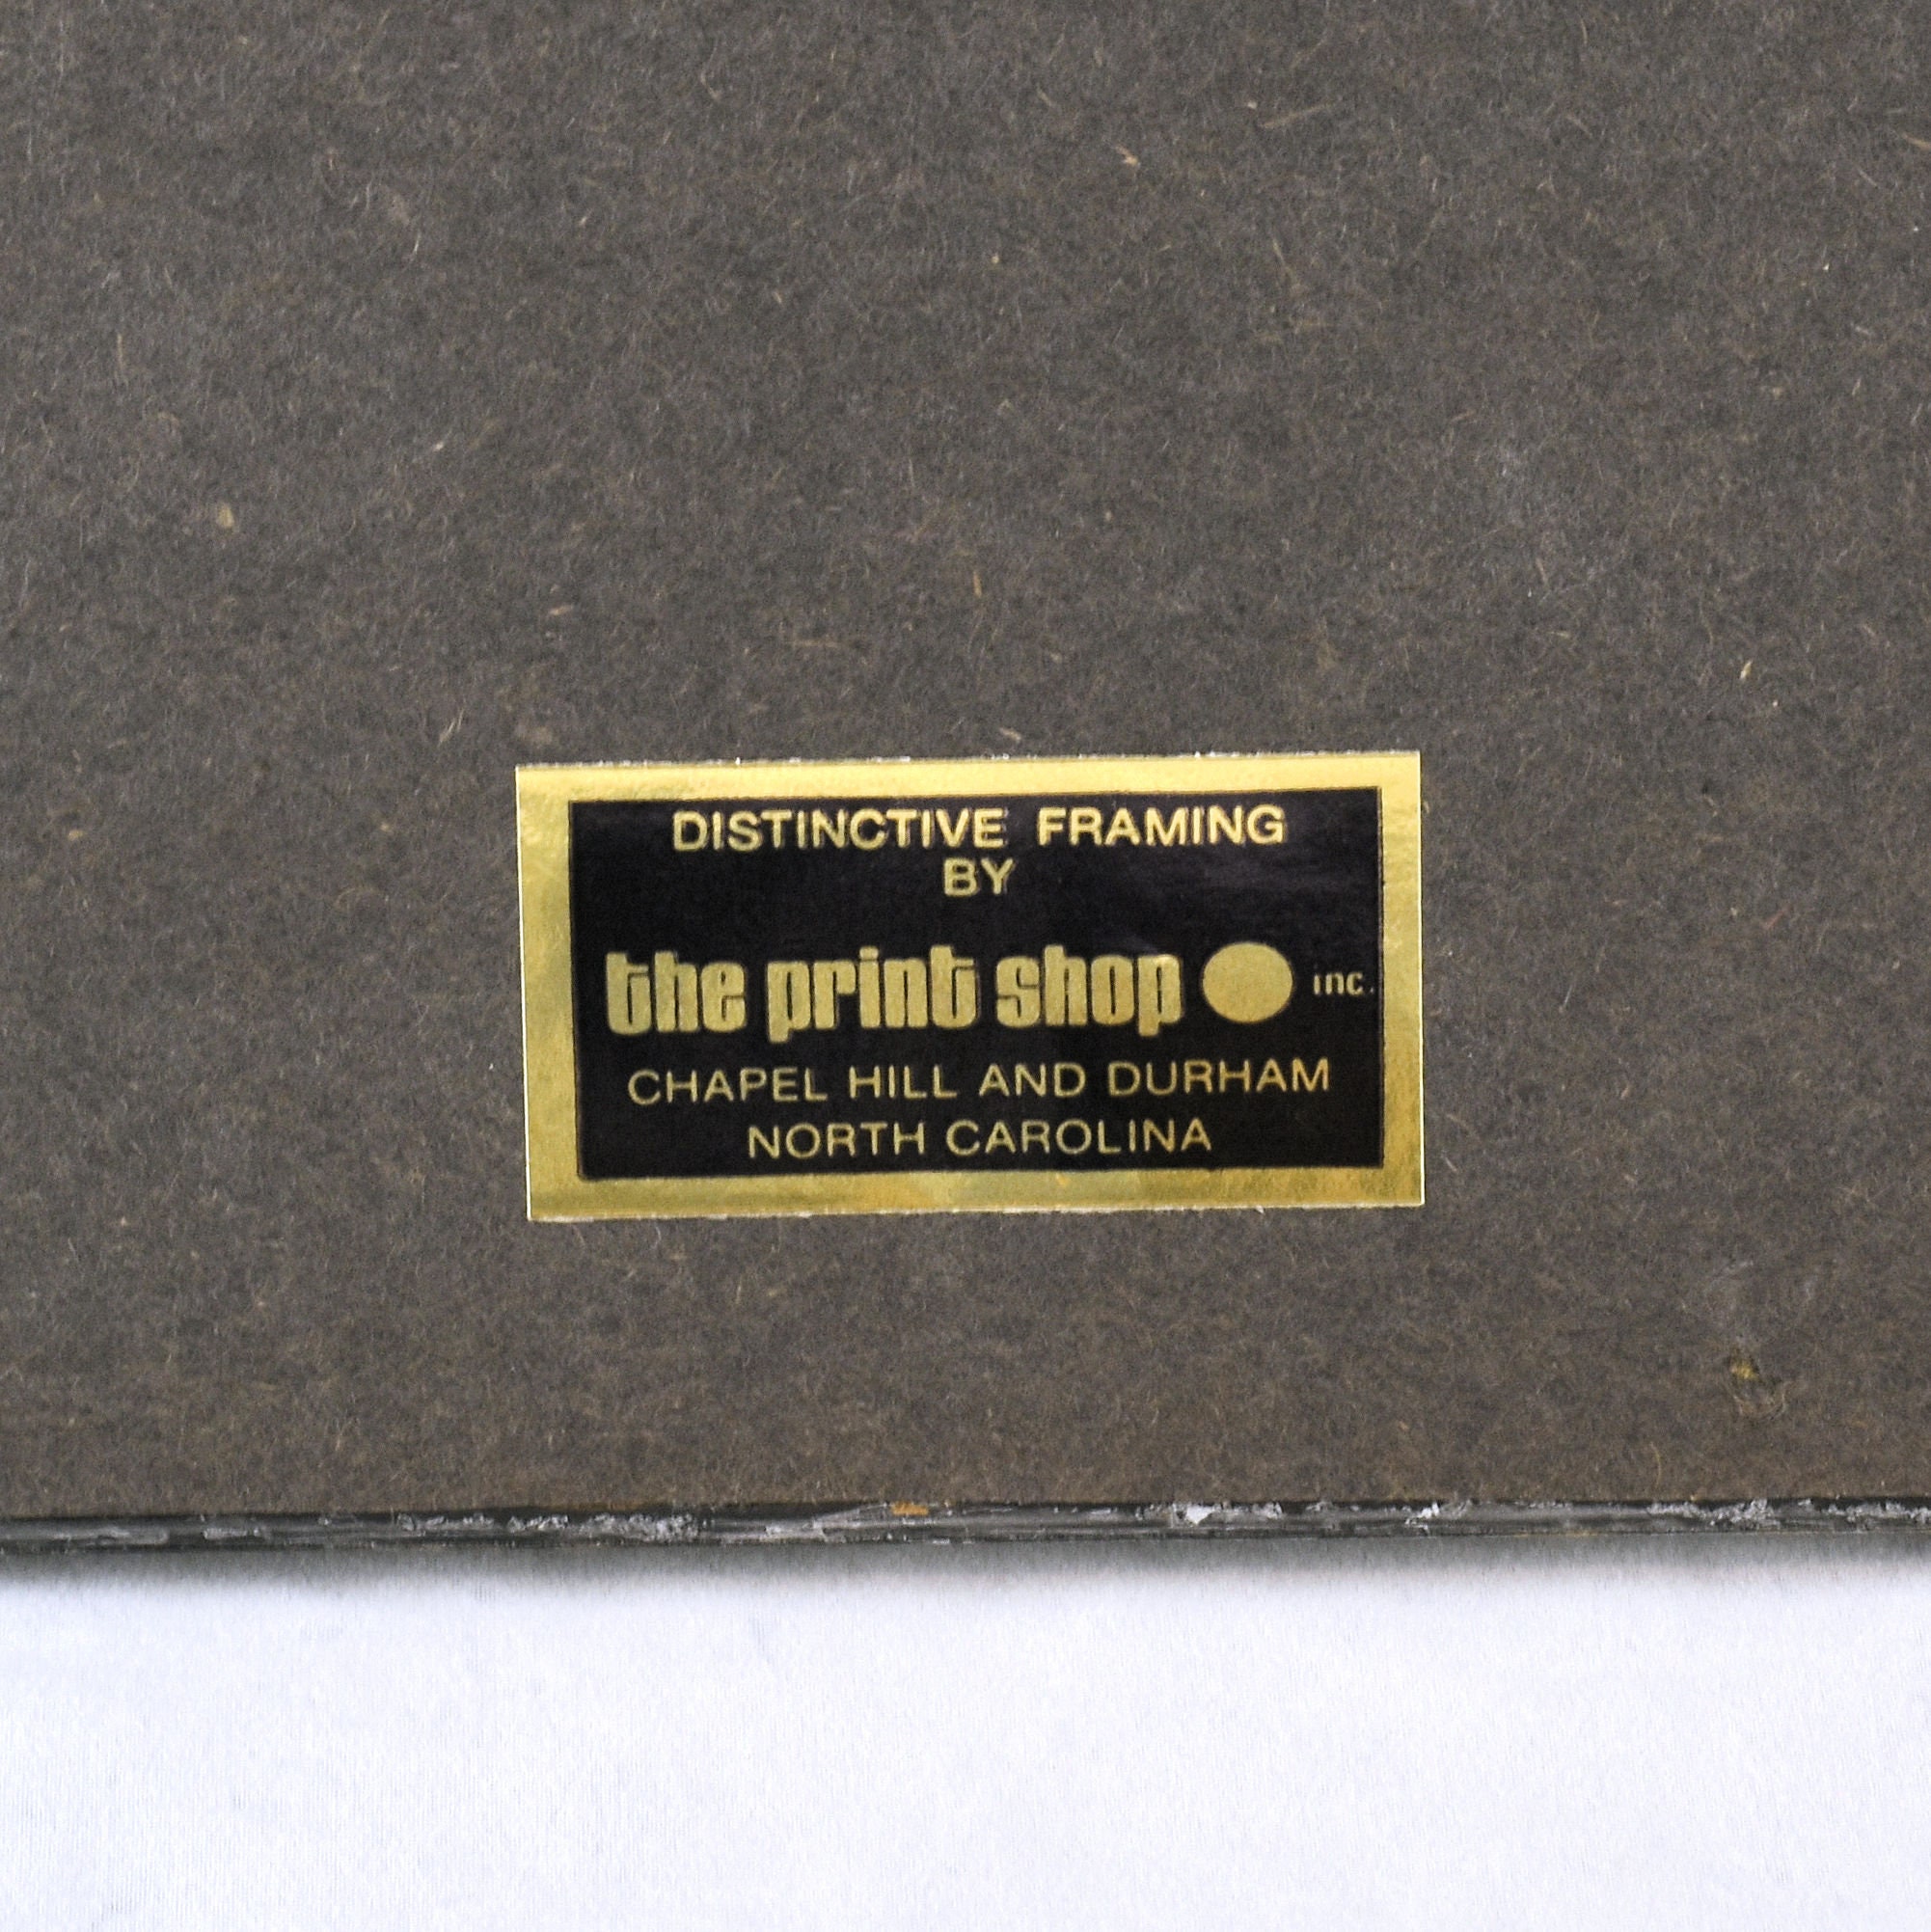 DISTINCTIVE FRAMING
BY
the print shop inc.
CHAPEL HILL AND DURHAM
NORTH CAROLINA